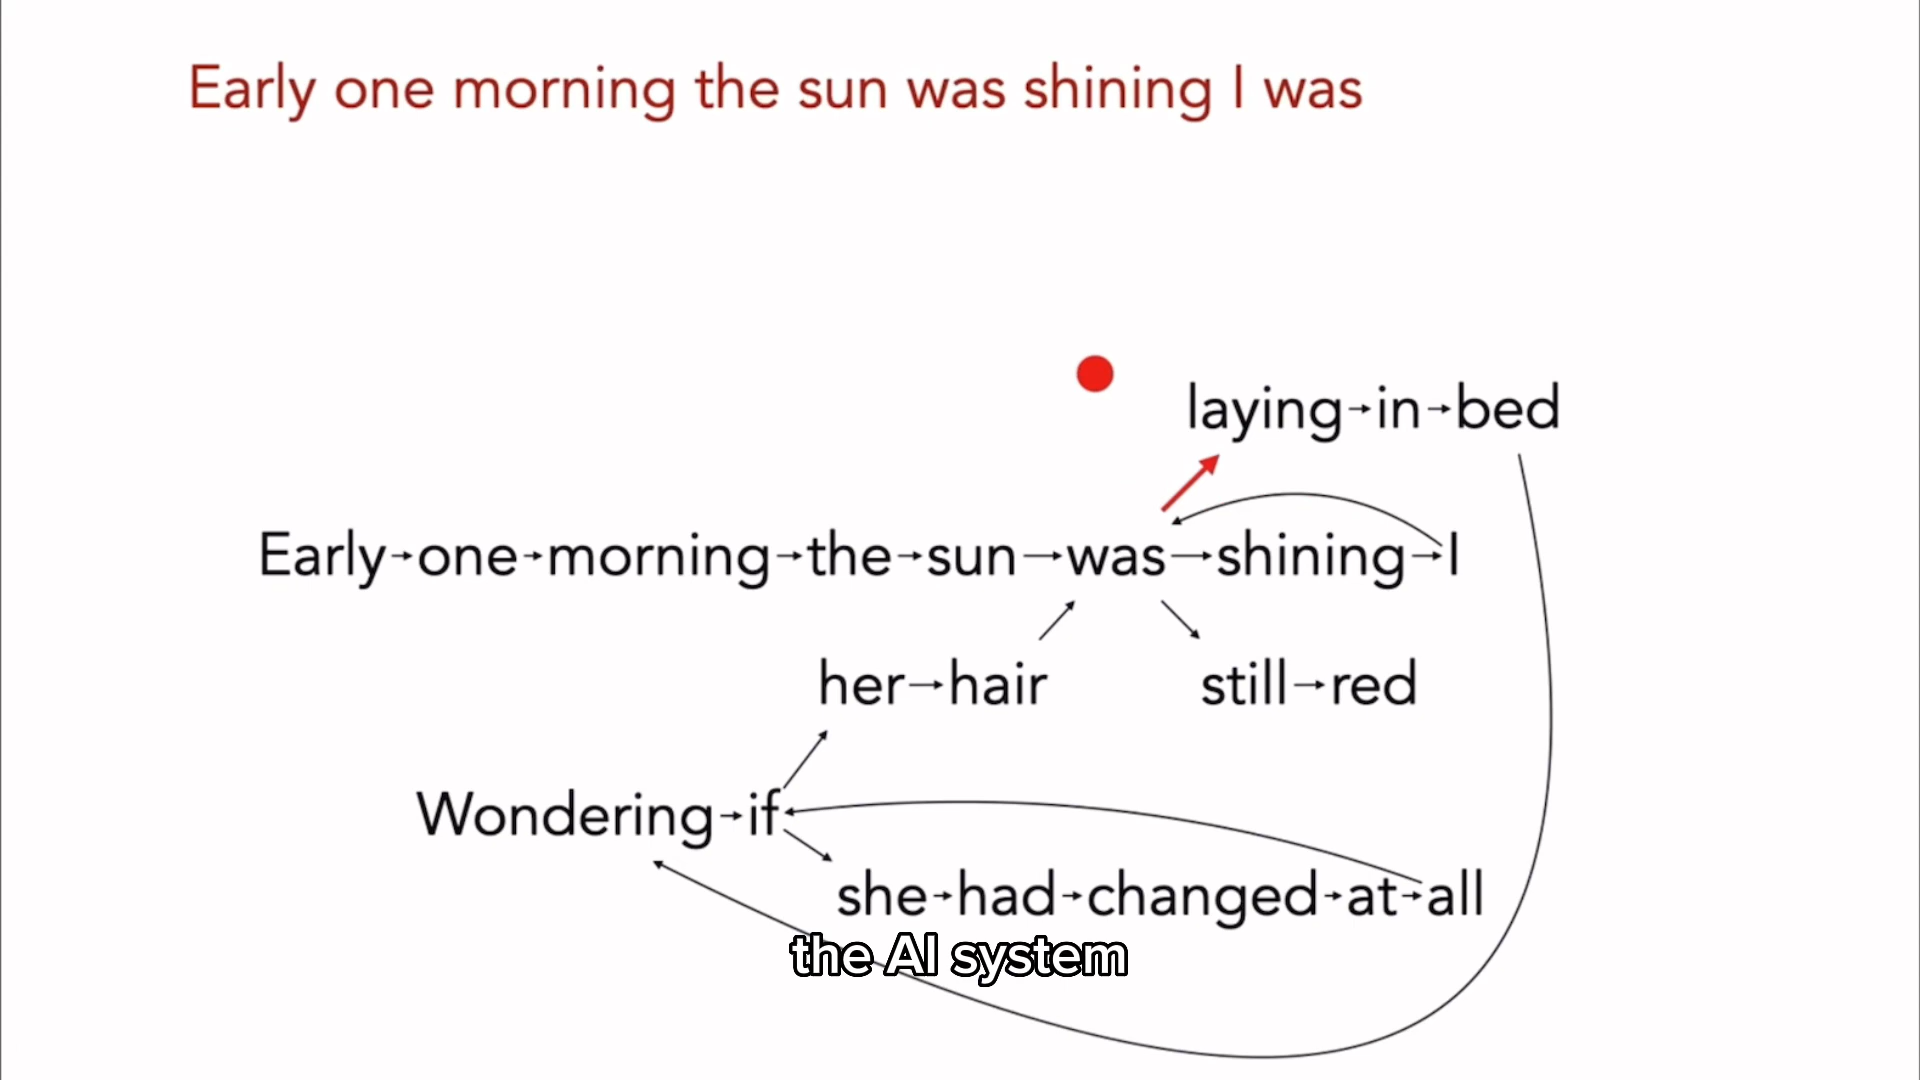 Early one morning the sun was shining I was
laying→in→bed
Early→one→morning→the→sun→was→shining→I
her→hair
still→red
Wondering→if
she→had→changed→at→all
the AI system